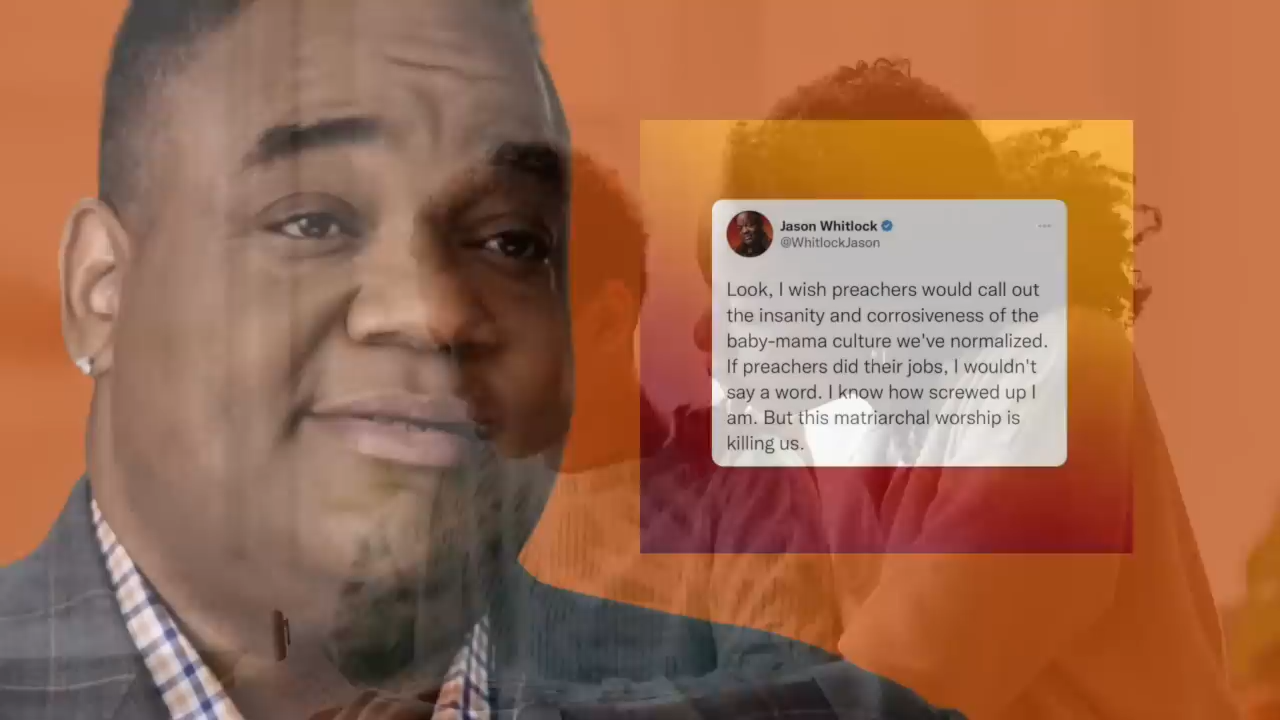 Jason Whitlock
@WhitlockJason
Look, I wish preachers would call out
the insanity and corrosiveness of the
baby-mama culture we've normalized.
If preachers did their jobs, I wouldn't
say a word. I know how screwed up I
am. But this matriarchal worship is
killing us.